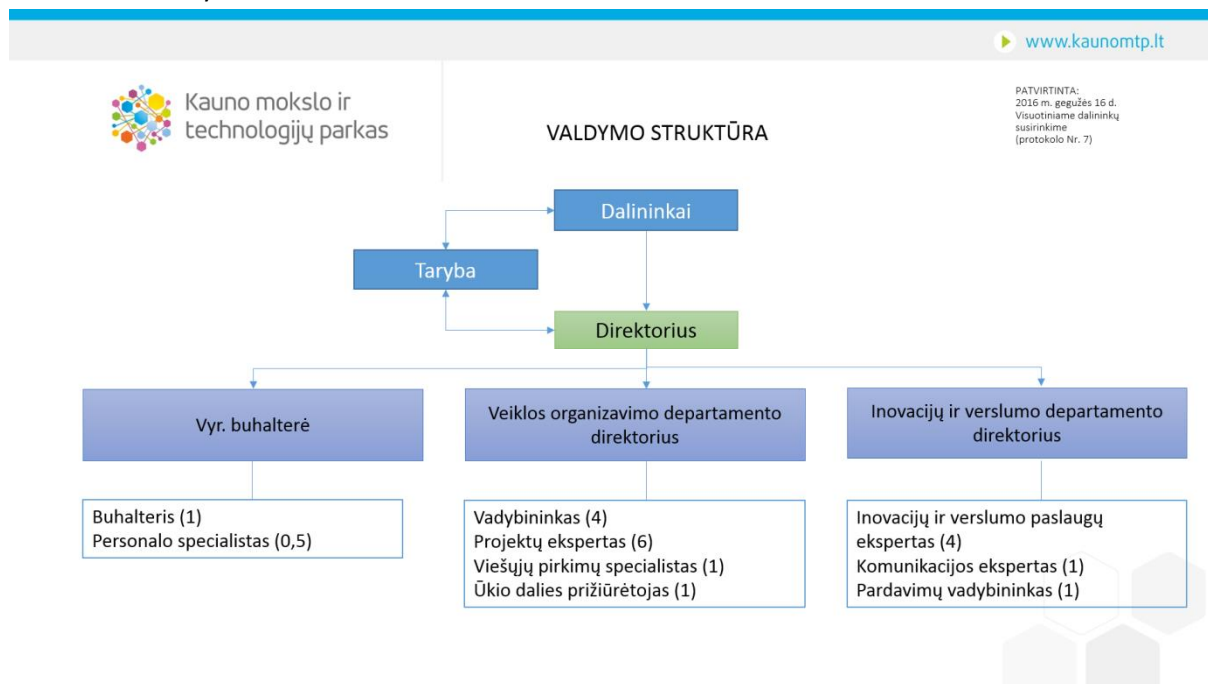 www.kaunomtp.lt
Kauno mokslo ir
technologijų parkas
VALDYMO STRUKTŪRA
PATVIRTINTA:
2016 m. gegužės 16 d.
Visuotiniame dalininkų
susirinkime
(protokolo Nr. 7)
Dalininkai
Taryba
Direktorius
Vyr. buhalterė
Veiklos organizavimo departamento
direktorius
Inovacijų ir verslumo departamento
direktorius
Buhalteris (1)
Personalo specialistas (0,5)
Vadybininkas (4)
Projektų ekspertas (6)
Viešųjų pirkimų specialistas (1)
Ūkio dalies prižiūrėtojas (1)
Inovacijų ir verslumo paslaugų
ekspertas (4)
Komunikacijos ekspertas (1)
Pardavimų vadybininkas (1)